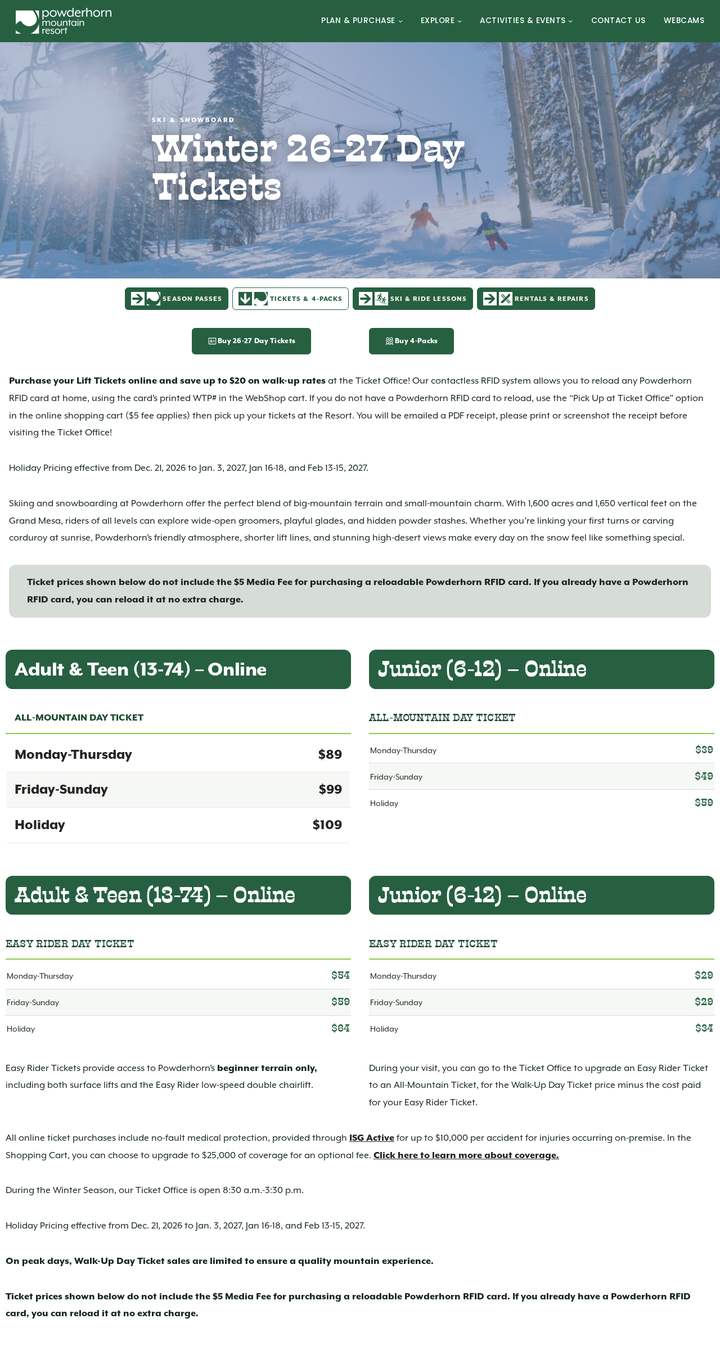 powderhorn
mountain
resort
PLAN & PURCHASE
EXPLORE
ACTIVITIES & EVENTS
CONTACT US
WEBCAMS
SKI & SNOWBOARD
Winter 26-27 Day
Tickets
SEASON PASSES
TICKETS & 4-PACKS
SKI & RIDE LESSONS
RENTALS & REPAIRS
Buy 26-27 Day Tickets
Buy 4-Packs
Purchase your Lift Tickets online and save up to $20 on walk-up rates at the Ticket Office! Our contactless RFID system allows you to reload any Powderhorn
RFID card at home, using the card's printed WTP# in the WebShop cart. If you do not have a Powderhorn RFID card to reload, use the “Pick Up at Ticket Office” option
in the online shopping cart ($5 fee applies) then pick up your tickets at the Resort. You will be emailed a PDF receipt, please print or screenshot the receipt before
visiting the Ticket Office!
Holiday Pricing effective from Dec. 21, 2026 to Jan. 3, 2027, Jan 16-18, and Feb 13-15, 2027.
Skiing and snowboarding at Powderhorn offer the perfect blend of big-mountain terrain and small-mountain charm. With 1,600 acres and 1,650 vertical feet on the
Grand Mesa, riders of all levels can explore wide-open groomers, playful glades, and hidden powder stashes. Whether you're linking your first turns or carving
corduroy at sunrise, Powderhorn's friendly atmosphere, shorter lift lines, and stunning high-desert views make every day on the snow feel like something special.
Ticket prices shown below do not include the $5 Media Fee for purchasing a reloadable Powderhorn RFID card. If you already have a Powderhorn
RFID card, you can reload it at no extra charge.
Adult & Teen (13-74) – Online
ALL-MOUNTAIN DAY TICKET
Monday-Thursday $89
Friday-Sunday $99
Holiday $109
Junior (6-12) – Online
ALL-MOUNTAIN DAY TICKET
Monday-Thursday $39
Friday-Sunday $49
Holiday $59
Adult & Teen (13-74) – Online
EASY RIDER DAY TICKET
Monday-Thursday $54
Friday-Sunday $59
Holiday $64
Easy Rider Tickets provide access to Powderhorn's beginner terrain only,
including both surface lifts and the Easy Rider low-speed double chairlift.
Junior (6-12) – Online
EASY RIDER DAY TICKET
Monday-Thursday $29
Friday-Sunday $29
Holiday $34
During your visit, you can go to the Ticket Office to upgrade an Easy Rider Ticket
to an All-Mountain Ticket, for the Walk-Up Day Ticket price minus the cost paid
for your Easy Rider Ticket.
All online ticket purchases include no-fault medical protection, provided through ISG Active for up to $10,000 per accident for injuries occurring on-premise. In the
Shopping Cart, you can choose to upgrade to $25,000 of coverage for an optional fee. Click here to learn more about coverage.
During the Winter Season, our Ticket Office is open 8:30 a.m.-3:30 p.m.
Holiday Pricing effective from Dec. 21, 2026 to Jan. 3, 2027, Jan 16-18, and Feb 13-15, 2027.
On peak days, Walk-Up Day Ticket sales are limited to ensure a quality mountain experience.
Ticket prices shown below do not include the $5 Media Fee for purchasing a reloadable Powderhorn RFID card. If you already have a Powderhorn RFID
card, you can reload it at no extra charge.